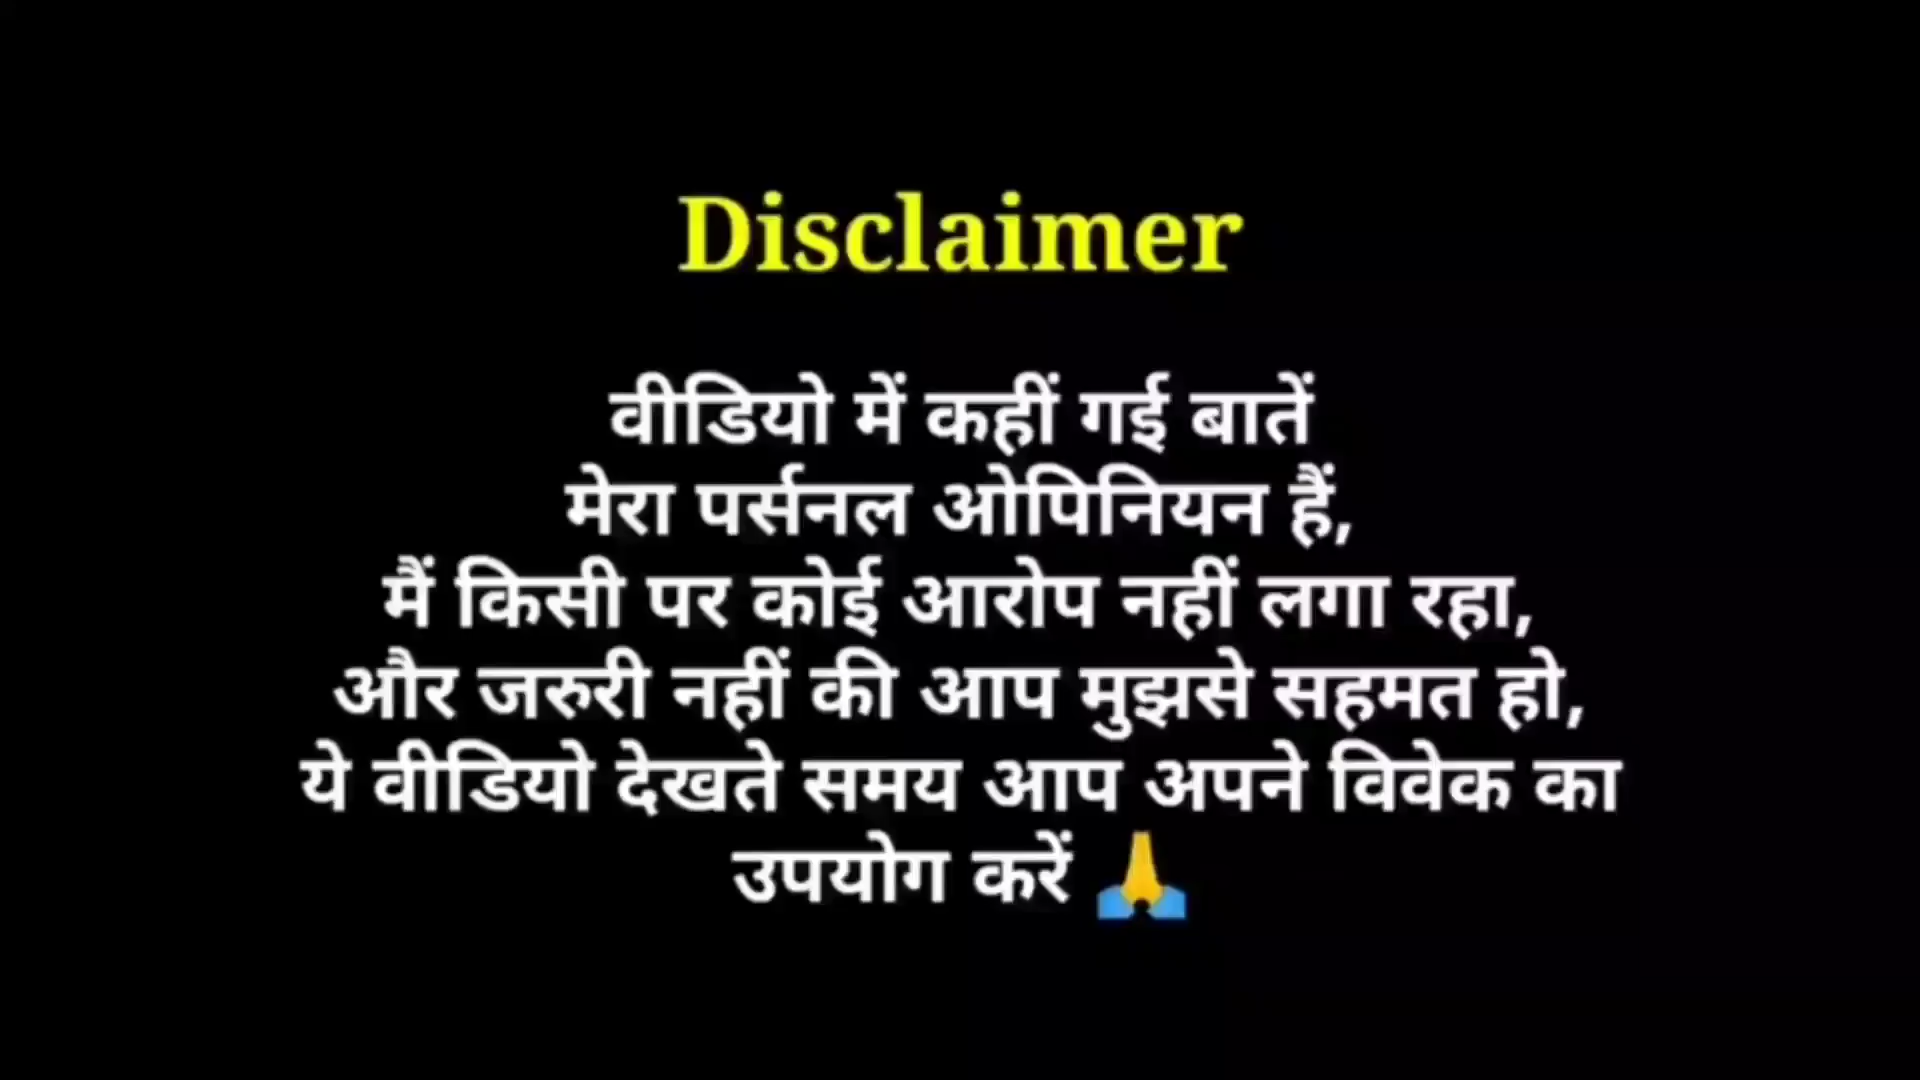 Disclaimer
वीडियो में कहीं गई बातें
मेरा पर्सनल ओपिनियन हैं,
मैं किसी पर कोई आरोप नहीं लगा रहा,
और जरुरी नहीं की आप मुझसे सहमत हो,
ये वीडियो देखते समय आप अपने विवेक का
उपयोग करें 🙏